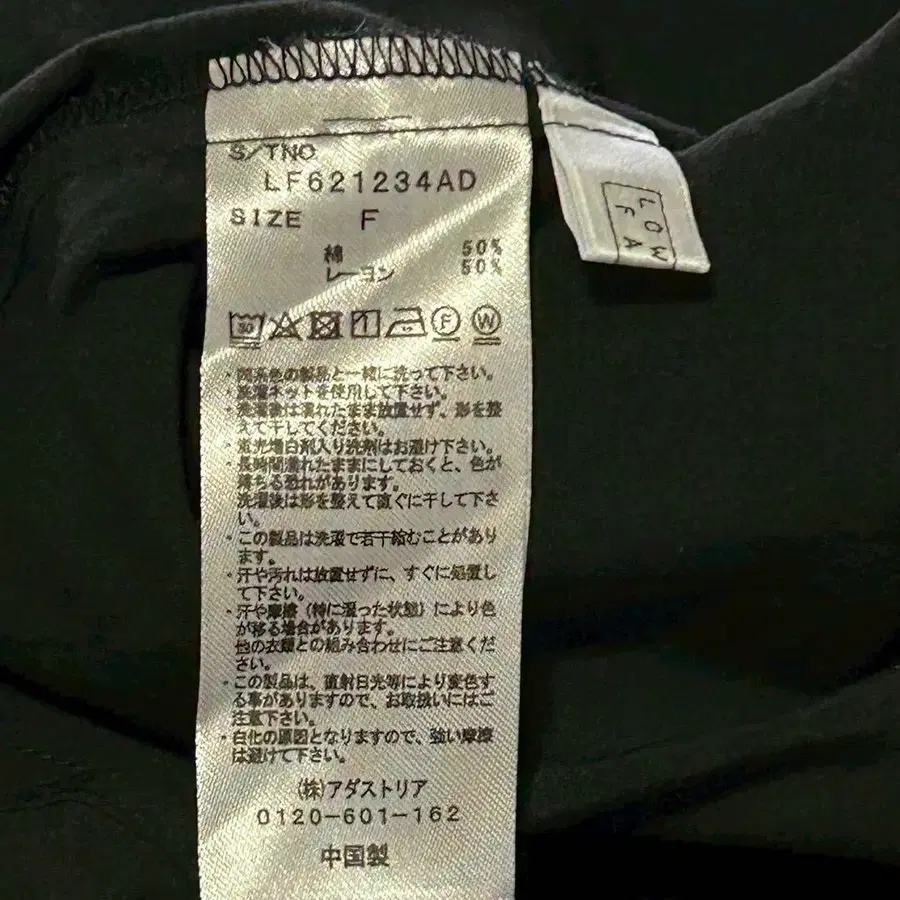 S/TNO
LF621234AD
SIZE F
綿 50%
レーヨン 50%
30 1 F W
・同系色の製品と一緒に洗って下さい。
・洗濯ネットを使用して下さい。
・洗濯後は濡れたまま放置せず、形を整
えて干してください。
・蛍光増白剤入り洗剤はお避け下さい。
・長時間濡れたままにしておくと、色が
落ちる恐れがあります。
洗濯後は形を整えて直ぐに干して下さ
い。
・この製品は洗濯で若干縮むことがあり
ます。
・汗や汚れは放置せずに、すぐに処置し
て下さい。
・汗や摩擦（特に湿った状態）により色
が移る場合があります。
他の衣類との組み合わせにご注意くだ
さい。
・この製品は、直射日光等により変色す
る事がありますので、お取扱いにはご
注意下さい。
・白化の原因となりますので、強い摩擦
は避けて下さい。
(株)アダストリア
0120-601-162
中国製
LOW
F A